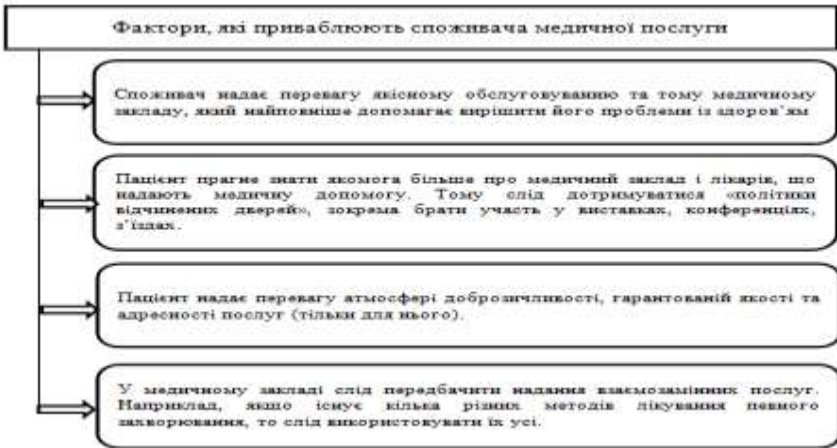 Фактори, які приваблюють споживача медичної послуги
Споживач надає перевагу якісному обслуговуванню та тому медичному
закладу, який найповніше допомагає вирішити його проблеми із здоров'ям
Пацієнт прагне знати якомога більше про медичний заклад і лікарів, що
надають медичну допомогу. Тому слід дотримуватися «політики
відчинених дверей», зокрема брати участь у виставках, конференціях,
з'їздах.
Пацієнт надає перевагу атмосфері доброзичливості, гарантованій якості та
адресності послуг (тільки для нього).
У медичному закладі слід передбачити надання взаємозамінних послуг.
Наприклад, якщо існує кілька різних методів лікування певного
захворювання, то слід використовувати їх усі.